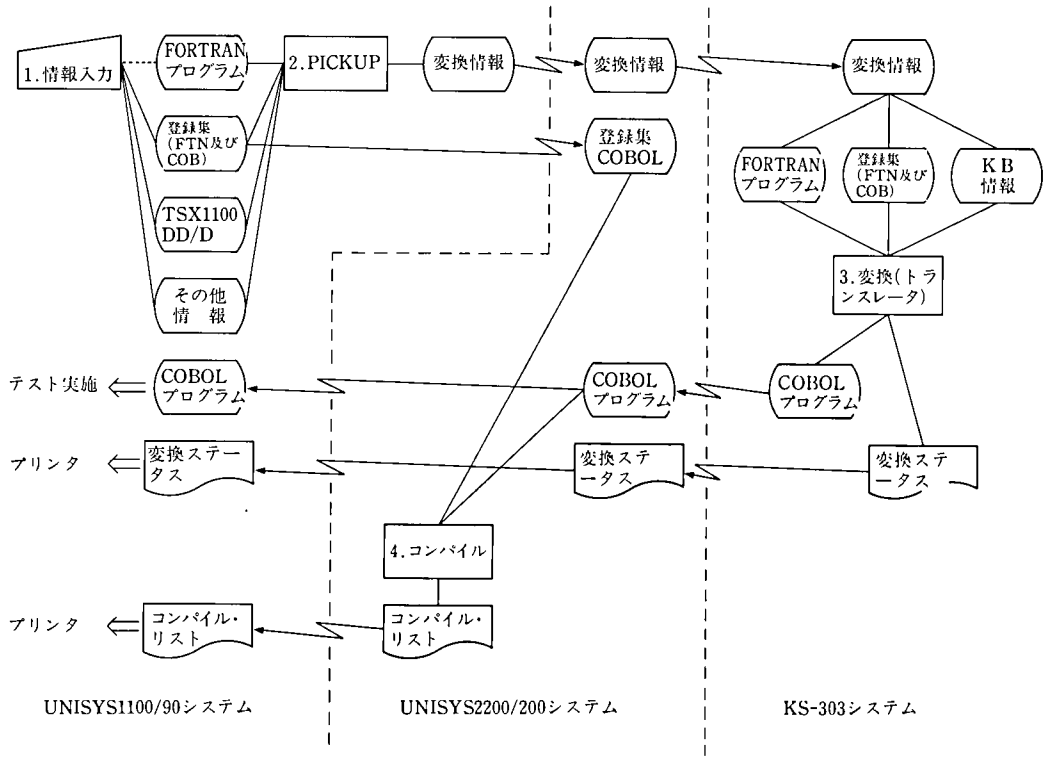 1.情報入力
FORTRAN
プログラム
2.PICKUP
変換情報
変換情報
変換情報
登録集
(FTN及び
COB)
登録集
COBOL
TSX1100
DD/D
その他
情 報
FORTRAN
プログラム
登録集
(FTN及び
COB)
KB
情報
3.変換(トラ
ンスレータ)
テスト実施
COBOL
プログラム
COBOL
プログラム
COBOL
プログラム
プリンタ
変換ステー
タス
変換ステ
ータス
変換ステ
ータス
4.コンパイル
プリンタ
コンパイル・
リスト
コンパイル・
リスト
UNISYS1100/90システム
UNISYS2200/200システム
KS-303システム